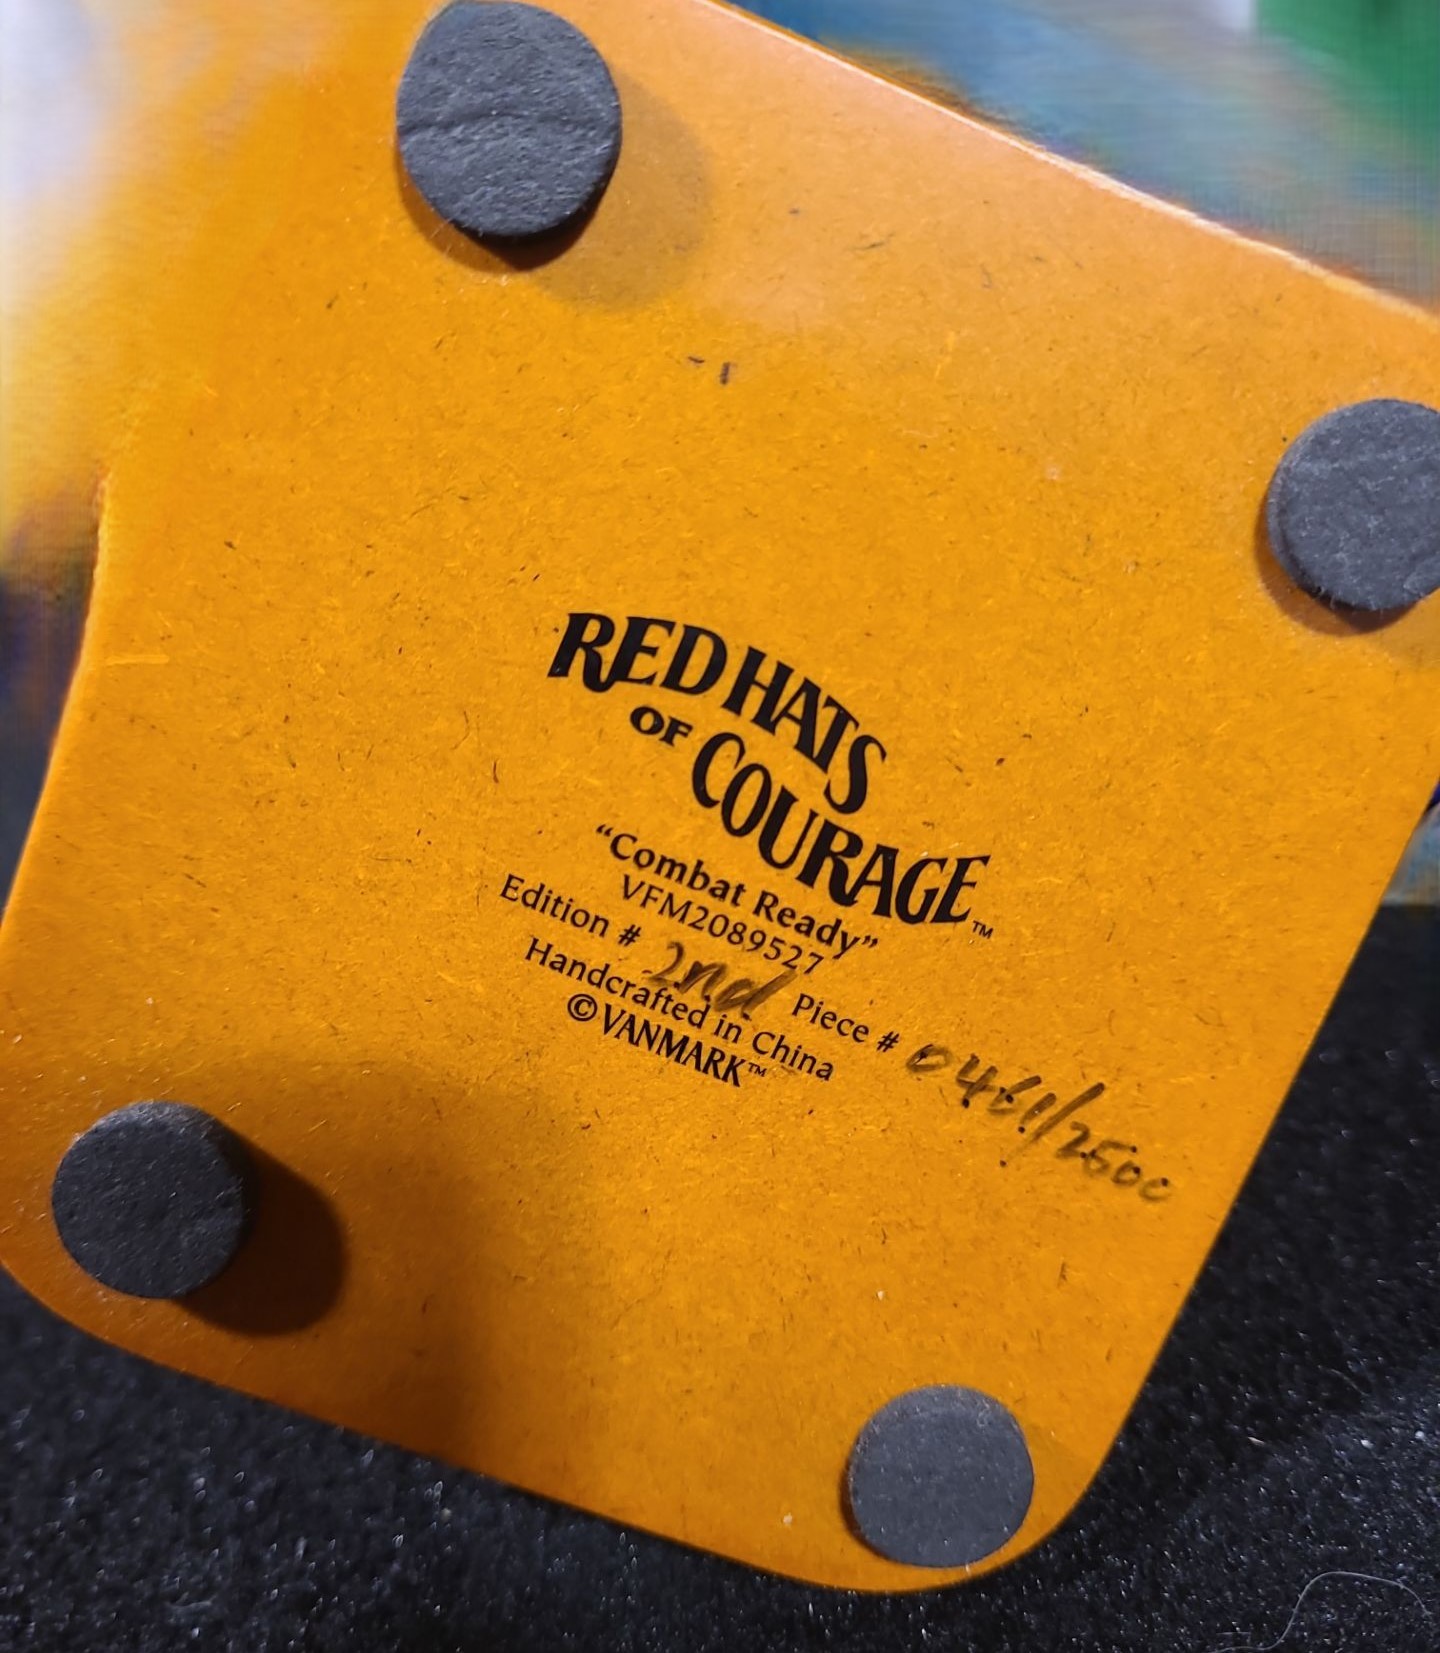 RED HATS
OF COURAGE™
“Combat Ready”
VFM2089527
Edition # 2nd Piece # 0461/2500
Handcrafted in China
© VANMARK™